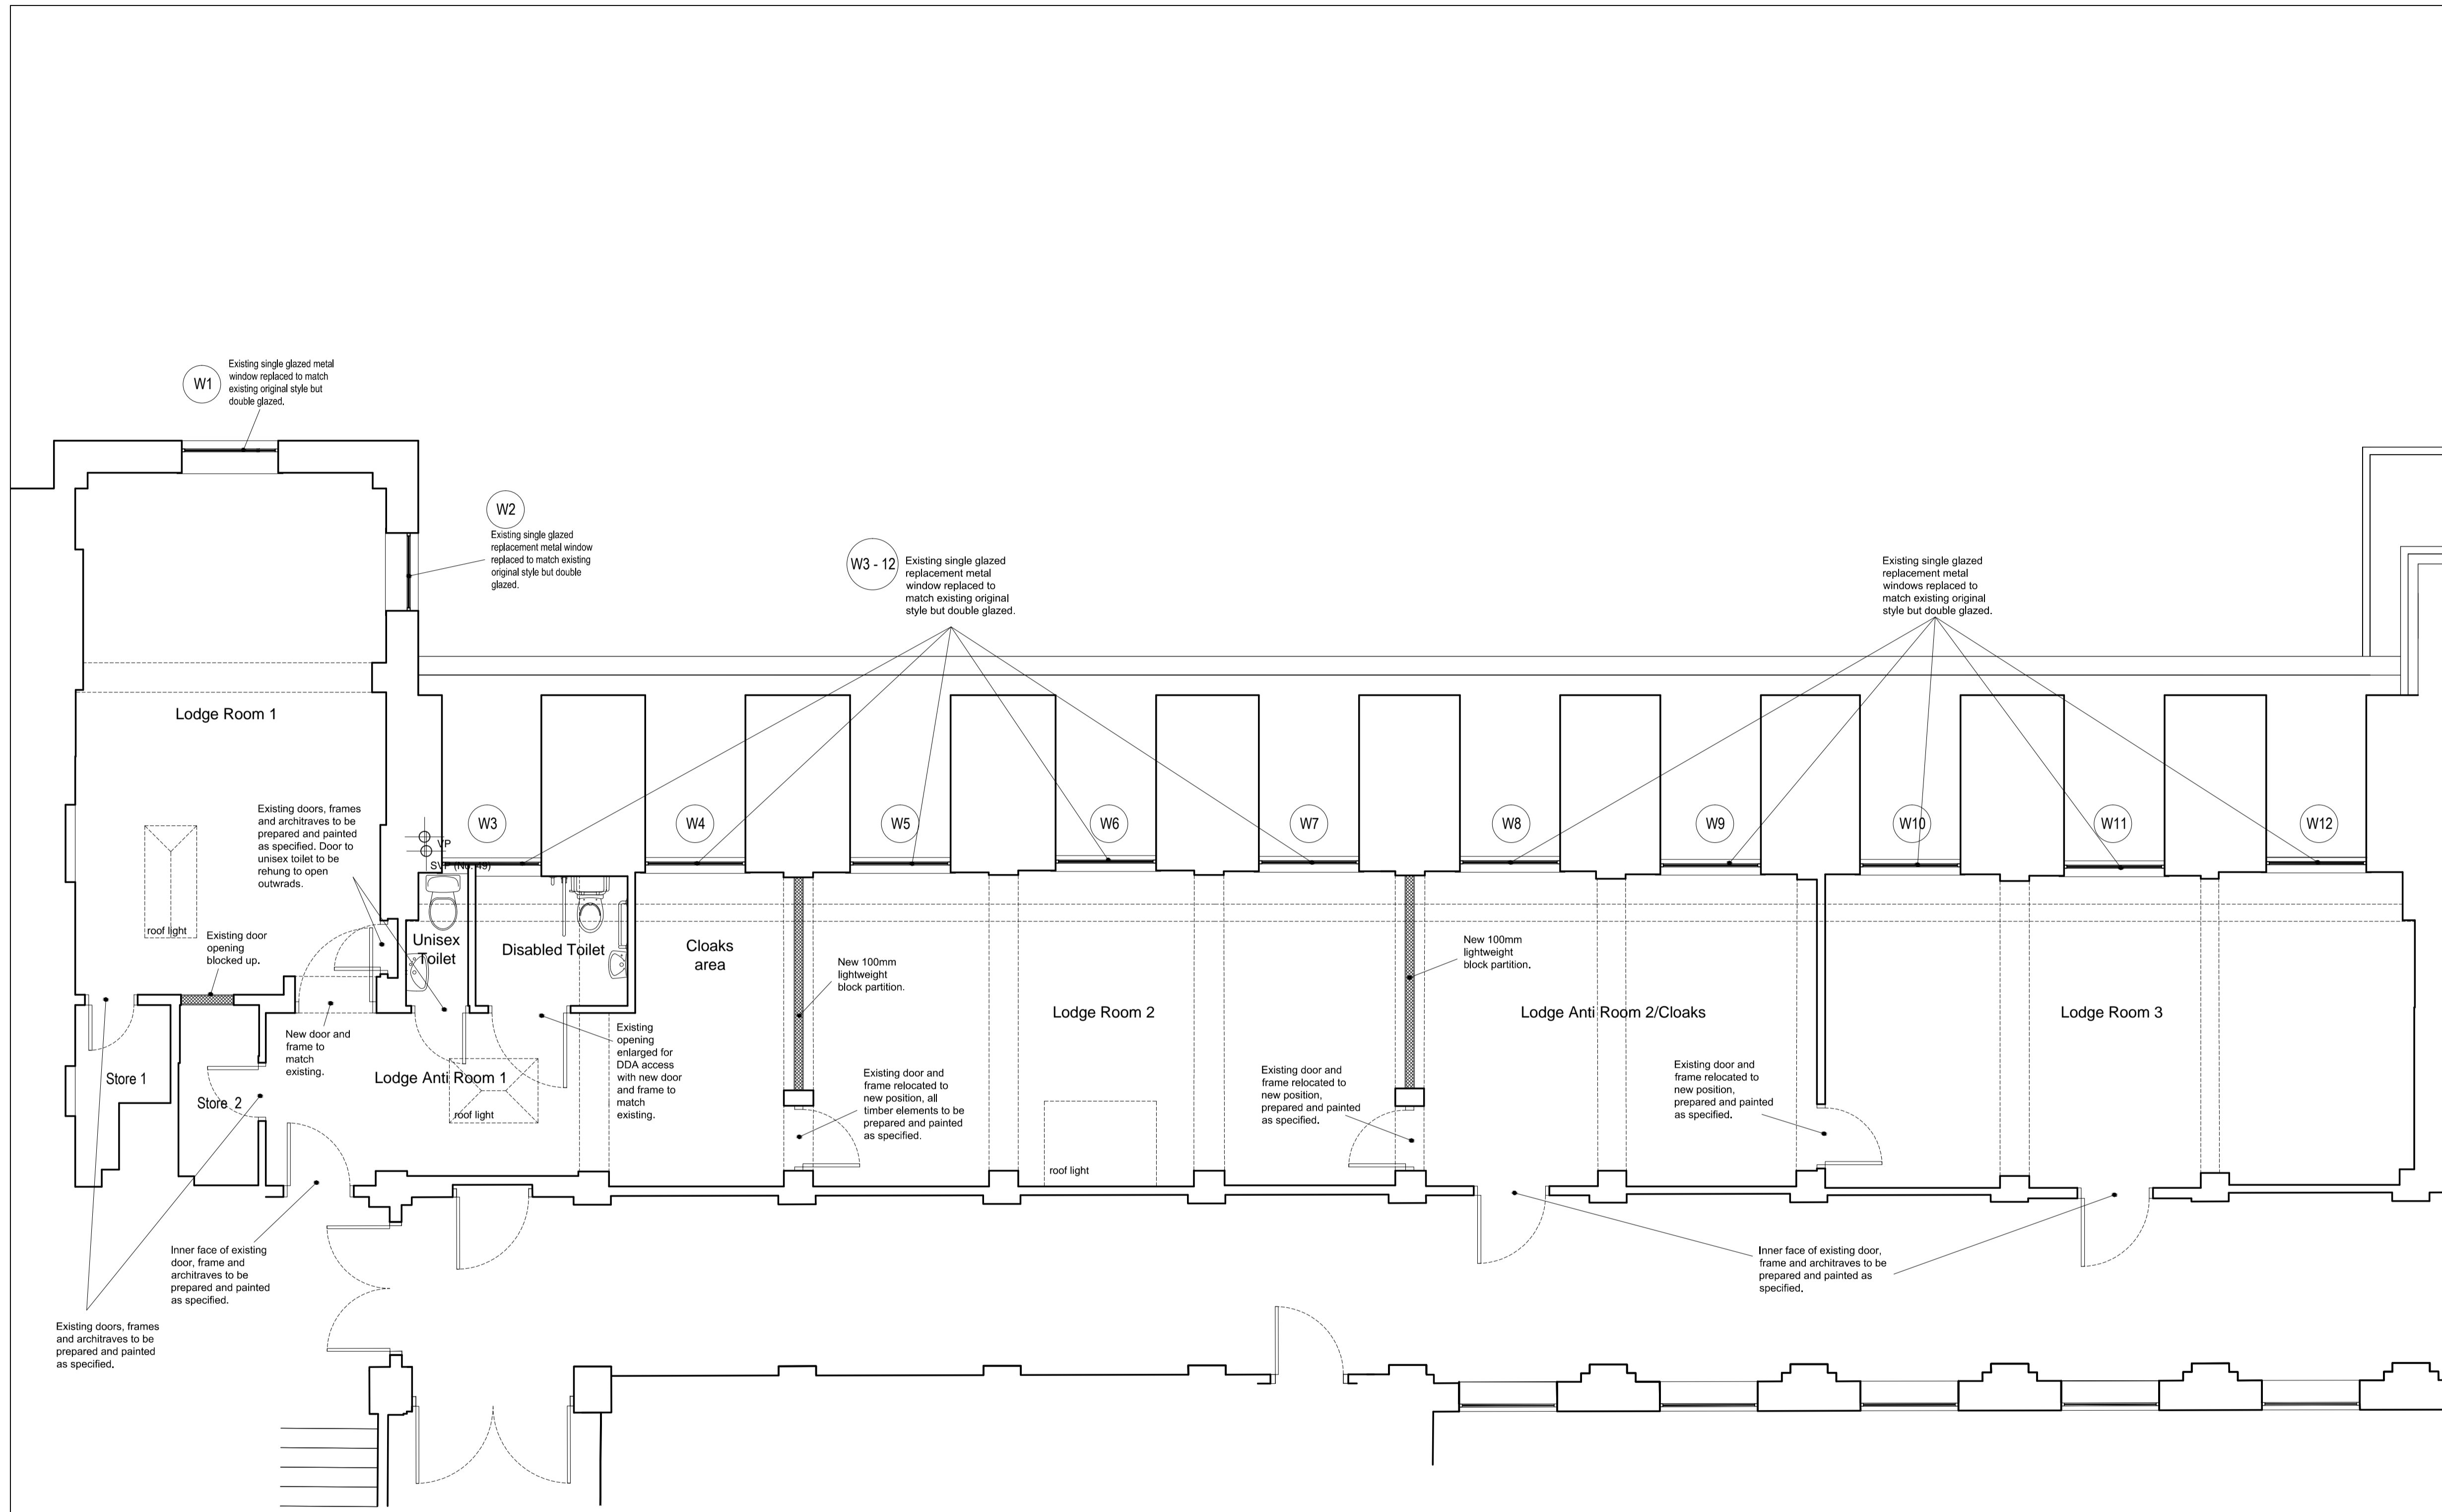 W1
Existing single glazed metal
window replaced to match
existing original style but
double glazed.
W2
Existing single glazed
replacement metal window
replaced to match existing
original style but double
glazed.
W3 - 12
Existing single glazed
replacement metal
window replaced to
match existing original
style but double glazed.
Existing single glazed
replacement metal
windows replaced to
match existing original
style but double glazed.
Lodge Room 1
Existing doors, frames
and architraves to be
prepared and painted
as specified. Door to
unisex toilet to be
rehung to open
outwrads.
W3
W4
W5
W6
W7
W8
W9
W10
W11
W12
VP
SVP (No. 49)
roof light
Existing door
opening
blocked up.
Unisex
Toilet
Disabled Toilet
Cloaks
area
New 100mm
lightweight
block partition.
Lodge Room 2
New 100mm
lightweight
block partition.
Lodge Anti Room 2/Cloaks
Lodge Room 3
New door and
frame to
match
existing.
Existing
opening
enlarged for
DDA access
with new door
and frame to
match
existing.
Store 1
Store 2
Lodge Anti Room 1
roof light
Existing door and
frame relocated to
new position, all
timber elements to be
prepared and painted
as specified.
roof light
Existing door and
frame relocated to
new position,
prepared and painted
as specified.
Existing door and
frame relocated to
new position,
prepared and painted
as specified.
Inner face of existing
door, frame and
architraves to be
prepared and painted
as specified.
Inner face of existing door,
frame and architraves to be
prepared and painted as
specified.
Existing doors, frames
and architraves to be
prepared and painted
as specified.